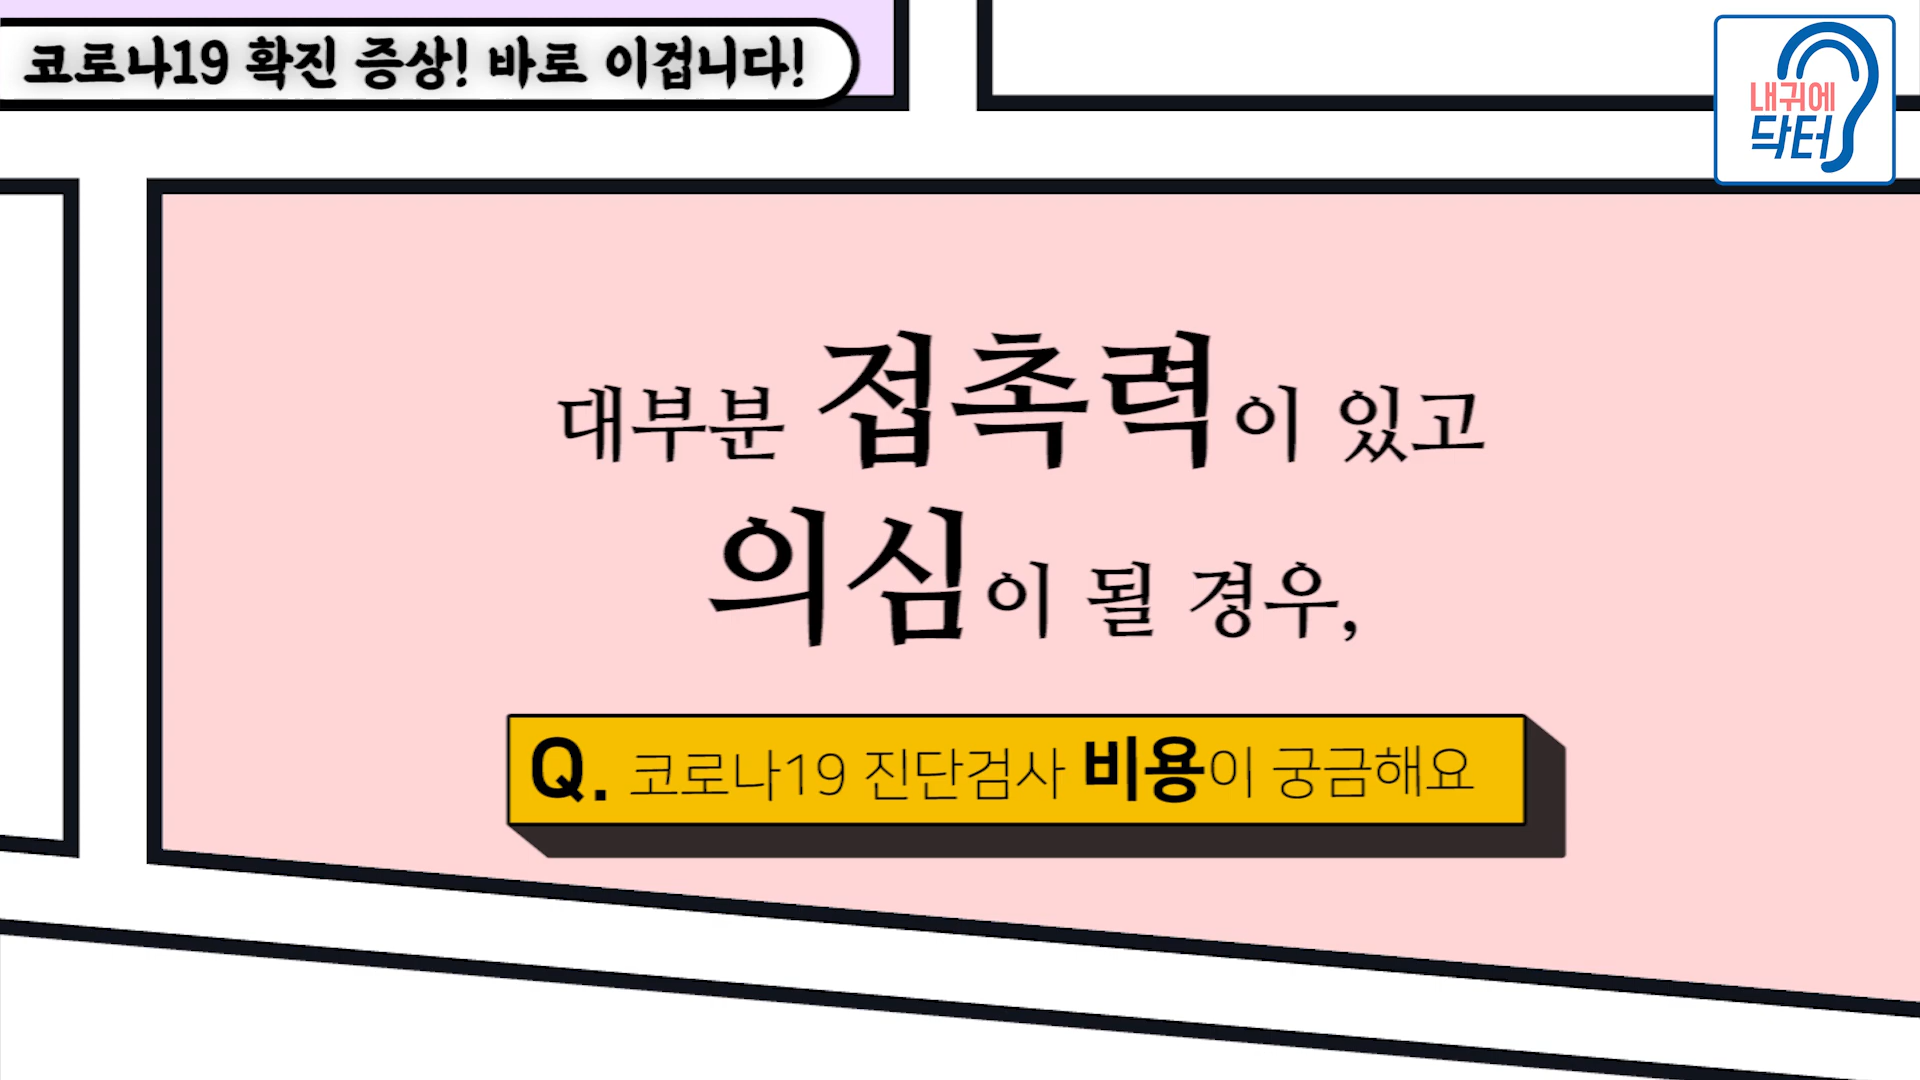 코로나19 확진 증상! 바로 이겁니다!
내귀에
닥터
대부분 접촉력이 있고
의심이 될 경우,
Q. 코로나19 진단검사 비용이 궁금해요